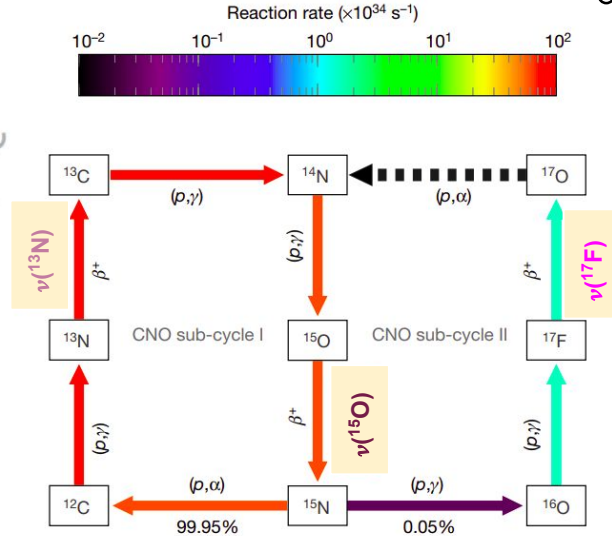 Reaction rate (×10³⁴ s⁻¹)
10⁻² 10⁻¹ 10⁰ 10¹ 10²
¹³C ¹⁴N ¹⁷O
(p,γ) (p,α)
ν(¹³N) β⁺ (p,γ) β⁺ ν(¹⁷F)
¹³N CNO sub-cycle I ¹⁵O CNO sub-cycle II ¹⁷F
(p,γ) β⁺ ν(¹⁵O) (p,γ)
(p,α) (p,γ)
¹²C ¹⁵N ¹⁶O
99.95% 0.05%